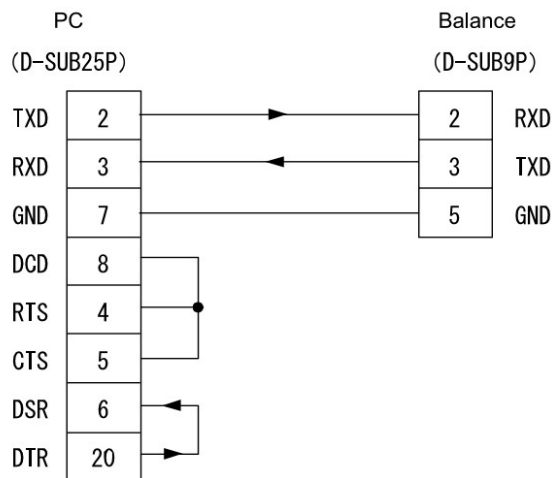 PC Balance
(D-SUB25P) (D-SUB9P)
TXD 2 2 RXD
RXD 3 3 TXD
GND 7 5 GND
DCD 8
RTS 4
CTS 5
DSR 6
DTR 20